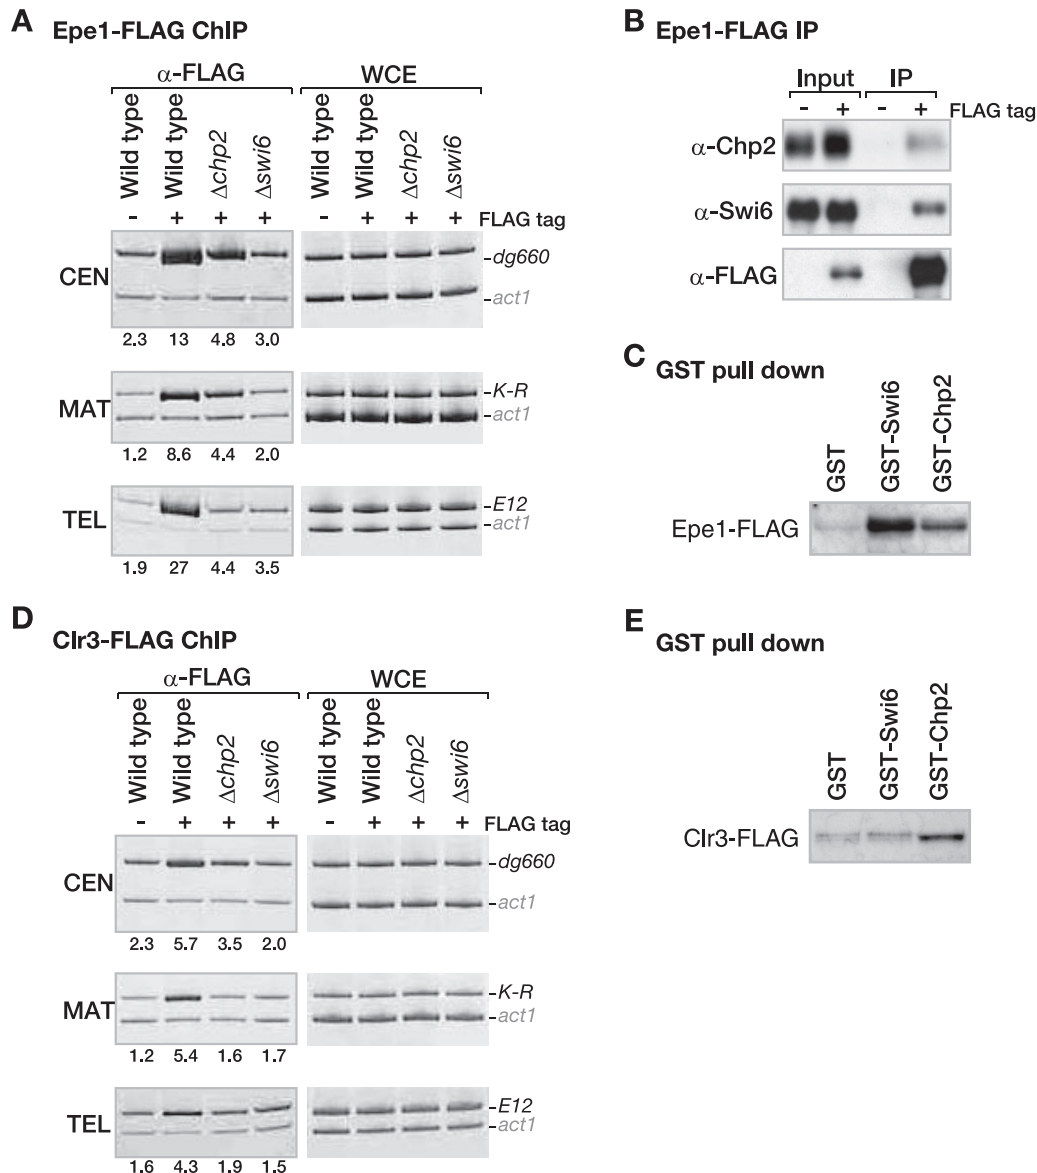 A Epe1-FLAG ChIP
α-FLAG WCE
Wild type Wild type Δchp2 Δswi6 Wild type Wild type Δchp2 Δswi6
- + + + - + + + FLAG tag
CEN -dg660
-act1
2.3 13 4.8 3.0
MAT -K-R
-act1
1.2 8.6 4.4 2.0
TEL -E12
-act1
1.9 27 4.4 3.5
B Epe1-FLAG IP
Input IP
- + - + FLAG tag
α-Chp2
α-Swi6
α-FLAG
C GST pull down
GST GST-Swi6 GST-Chp2
Epe1-FLAG
D Clr3-FLAG ChIP
α-FLAG WCE
Wild type Wild type Δchp2 Δswi6 Wild type Wild type Δchp2 Δswi6
- + + + - + + + FLAG tag
CEN -dg660
-act1
2.3 5.7 3.5 2.0
MAT -K-R
-act1
1.2 5.4 1.6 1.7
TEL -E12
-act1
1.6 4.3 1.9 1.5
E GST pull down
GST GST-Swi6 GST-Chp2
Clr3-FLAG